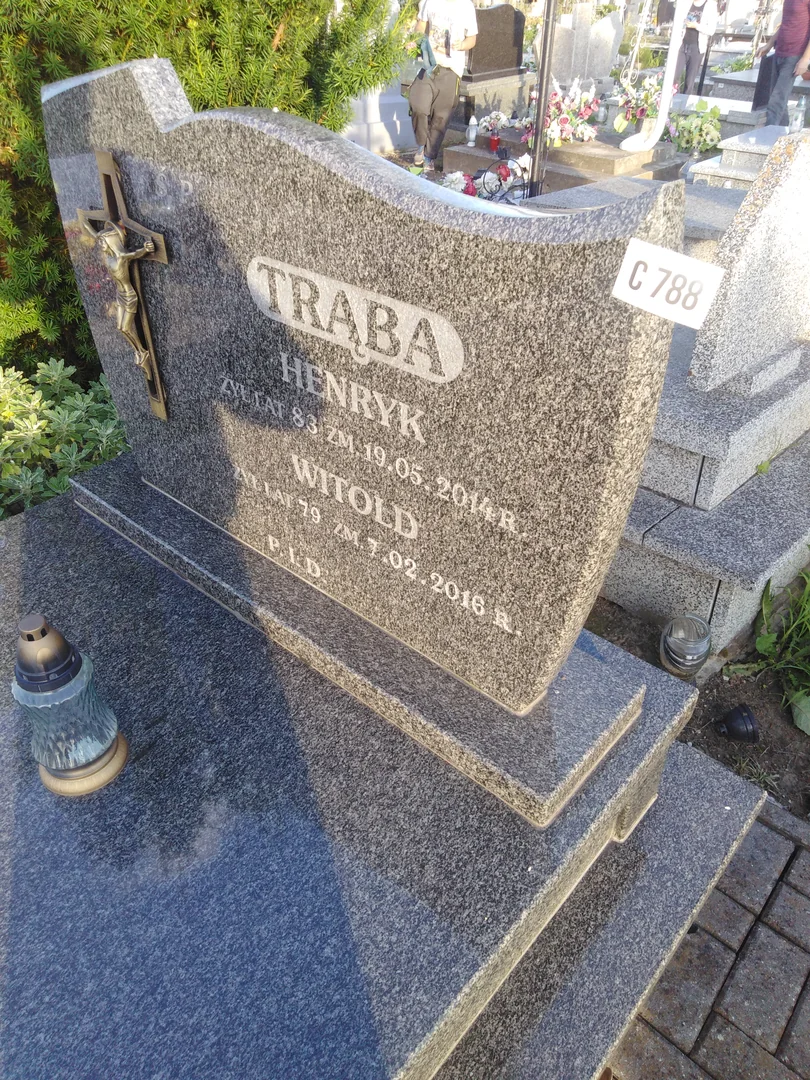 Ś.P.
TRĄBA
HENRYK
ŻYŁ LAT 83 ZM. 19.05.2014 R.
WITOLD
ŻYŁ LAT 79 ZM. 7.02.2016 R.
P. I. D.
C 788